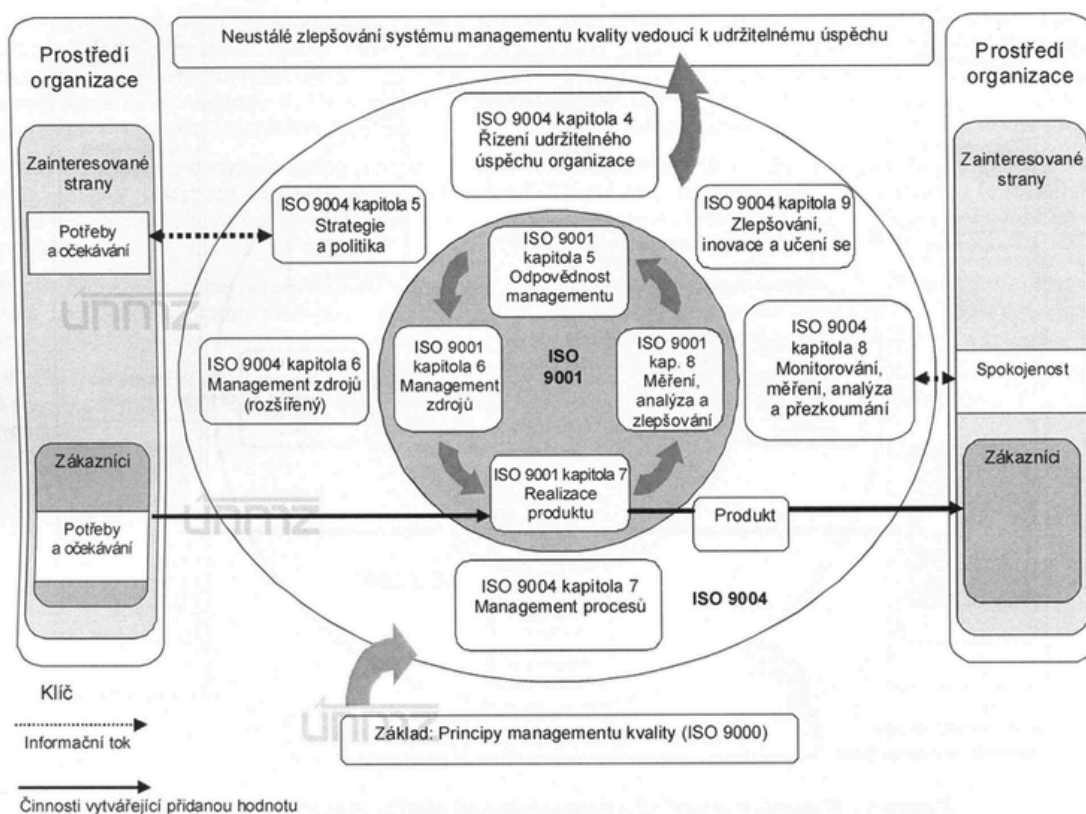 Neustálé zlepšování systému managementu kvality vedoucí k udržitelnému úspěchu
Prostředí
organizace
Zainteresované
strany
Potřeby
a očekávání
Zákazníci
Potřeby
a očekávání
ISO 9004 kapitola 4
Řízení udržitelného
úspěchu organizace
ISO 9004 kapitola 5
Strategie
a politika
ISO 9004 kapitola 9
Zlepšování,
inovace a učení se
ISO 9001
kapitola 5
Odpovědnost
managementu
ISO 9004 kapitola 6
Management zdrojů
(rozšířený)
ISO 9001
kapitola 6
Management
zdrojů
ISO
9001
ISO 9001
kap. 8
Měření,
analýza a
zlepšování
ISO 9004
kapitola 8
Monitorování,
měření, analýza
a přezkoumání
ISO 9001 kapitola 7
Realizace
produktu
Produkt
ISO 9004 kapitola 7
Management procesů
ISO 9004
Prostředí
organizace
Zainteresované
strany
Spokojenost
Zákazníci
unmz
unmz
unmz
Základ: Principy managementu kvality (ISO 9000)
Klíč
Informační tok
Činnosti vytvářející přidanou hodnotu